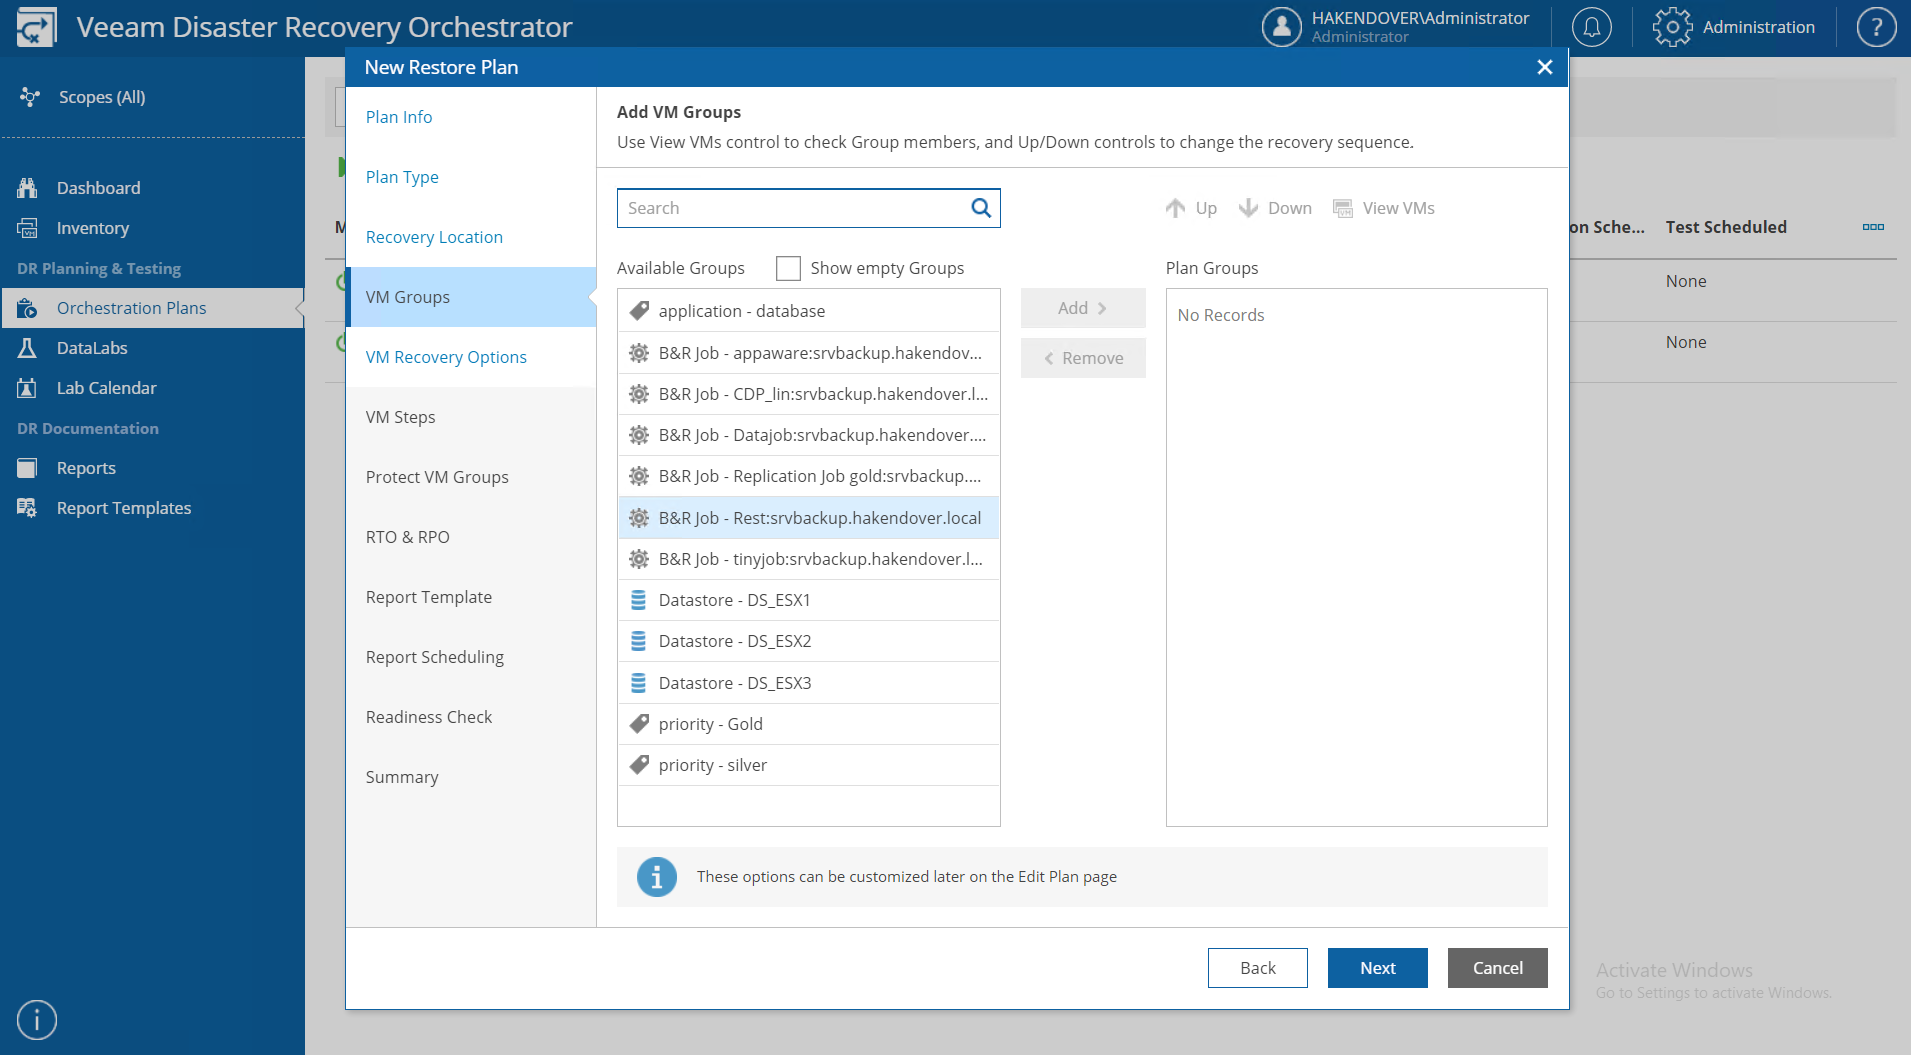 Veeam Disaster Recovery Orchestrator
HAKENDOVER\Administrator
Administrator
Administration
?
Scopes (All)
Dashboard
Inventory
DR Planning & Testing
Orchestration Plans
DataLabs
Lab Calendar
DR Documentation
Reports
Report Templates
New Restore Plan
Plan Info
Plan Type
Recovery Location
VM Groups
VM Recovery Options
VM Steps
Protect VM Groups
RTO & RPO
Report Template
Report Scheduling
Readiness Check
Summary
Add VM Groups
Use View VMs control to check Group members, and Up/Down controls to change the recovery sequence.
Search
Up
Down
View VMs
Available Groups
Show empty Groups
Plan Groups
application - database
B&R Job - appaware:srvbackup.hakendov...
B&R Job - CDP_lin:srvbackup.hakendover.l...
B&R Job - Datajob:srvbackup.hakendover....
B&R Job - Replication Job gold:srvbackup....
B&R Job - Rest:srvbackup.hakendover.local
B&R Job - tinyjob:srvbackup.hakendover.l...
Datastore - DS_ESX1
Datastore - DS_ESX2
Datastore - DS_ESX3
priority - Gold
priority - silver
Add
Remove
No Records
These options can be customized later on the Edit Plan page
Back
Next
Cancel
on Sche...
Test Scheduled
None
None
Activate Windows
Go to Settings to activate Windows.